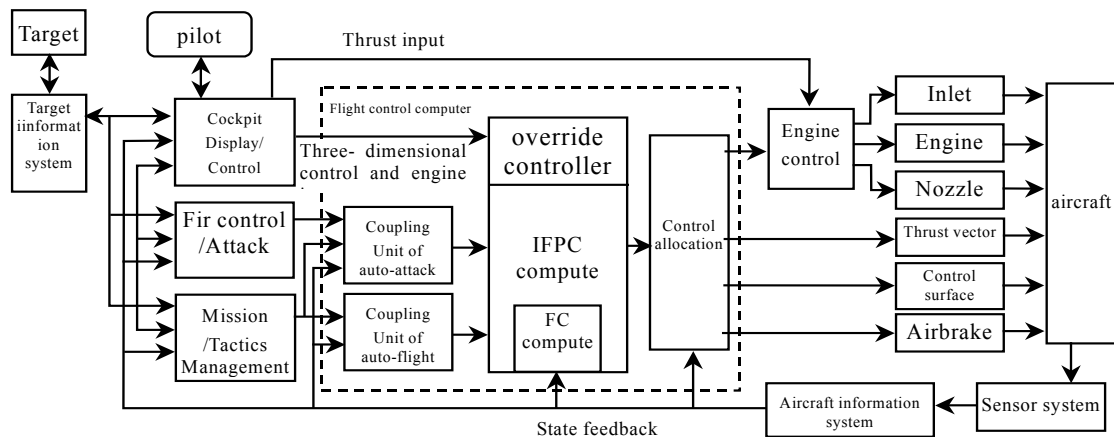 Target
pilot
Thrust input
Target
iinformat
ion
system
Cockpit
Display/
Control
Flight control computer
Three- dimensional
control and engine
override
controller
Engine
control
Inlet
Engine
Nozzle
aircraft
Fir control
/Attack
Coupling
Unit of
auto-attack
IFPC
compute
Control
allocation
Thrust vector
Control
surface
Mission
/Tactics
Management
Coupling
Unit of
auto-flight
FC
compute
Airbrake
Aircraft information
system
Sensor system
State feedback